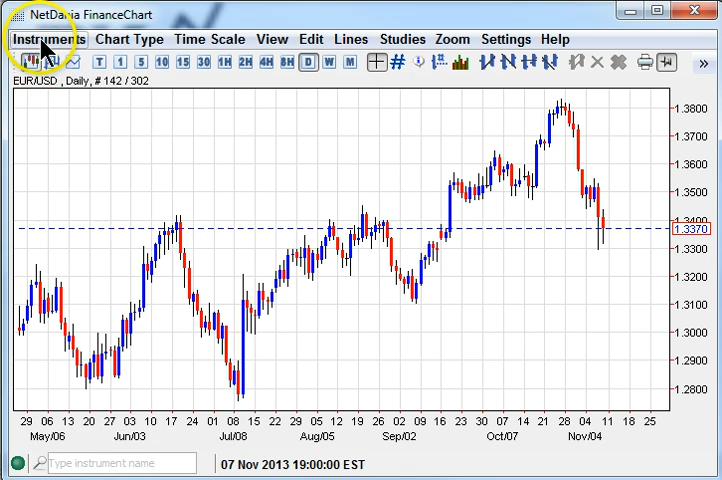 NetDania FinanceChart
Instruments Chart Type Time Scale View Edit Lines Studies Zoom Settings Help
T 1 5 10 15 30 1H 2H 4H 8H D W M »
EUR/USD , Daily, # 142 / 302
1.3800
1.3700
1.3600
1.3500
1.3400
1.3370
1.3300
1.3200
1.3100
1.3000
1.2900
1.2800
29 06 13 20 27 03 10 17 24 01 08 15 22 29 05 12 19 26 02 09 16 23 30 07 14 21 28 04 11 18 25
May/06 Jun/03 Jul/08 Aug/05 Sep/02 Oct/07 Nov/04
Type instrument name
07 Nov 2013 19:00:00 EST